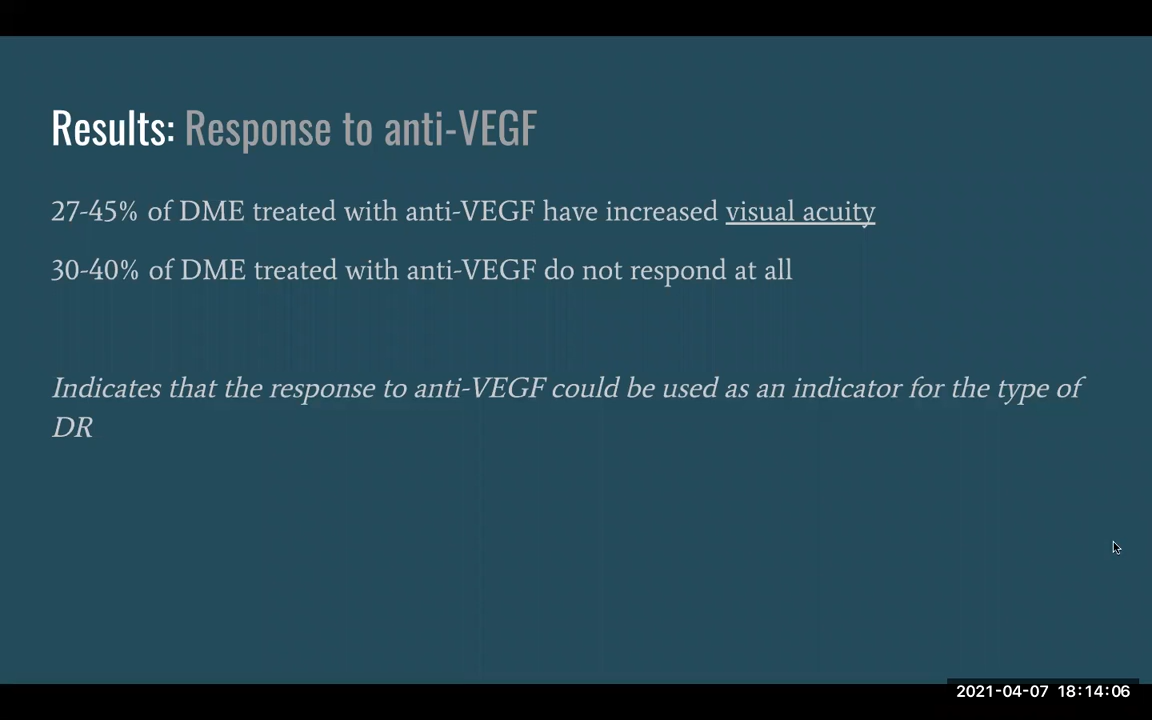 Results: Response to anti-VEGF
27-45% of DME treated with anti-VEGF have increased visual acuity
30-40% of DME treated with anti-VEGF do not respond at all
Indicates that the response to anti-VEGF could be used as an indicator for the type of
DR
2021-04-07 18:14:06